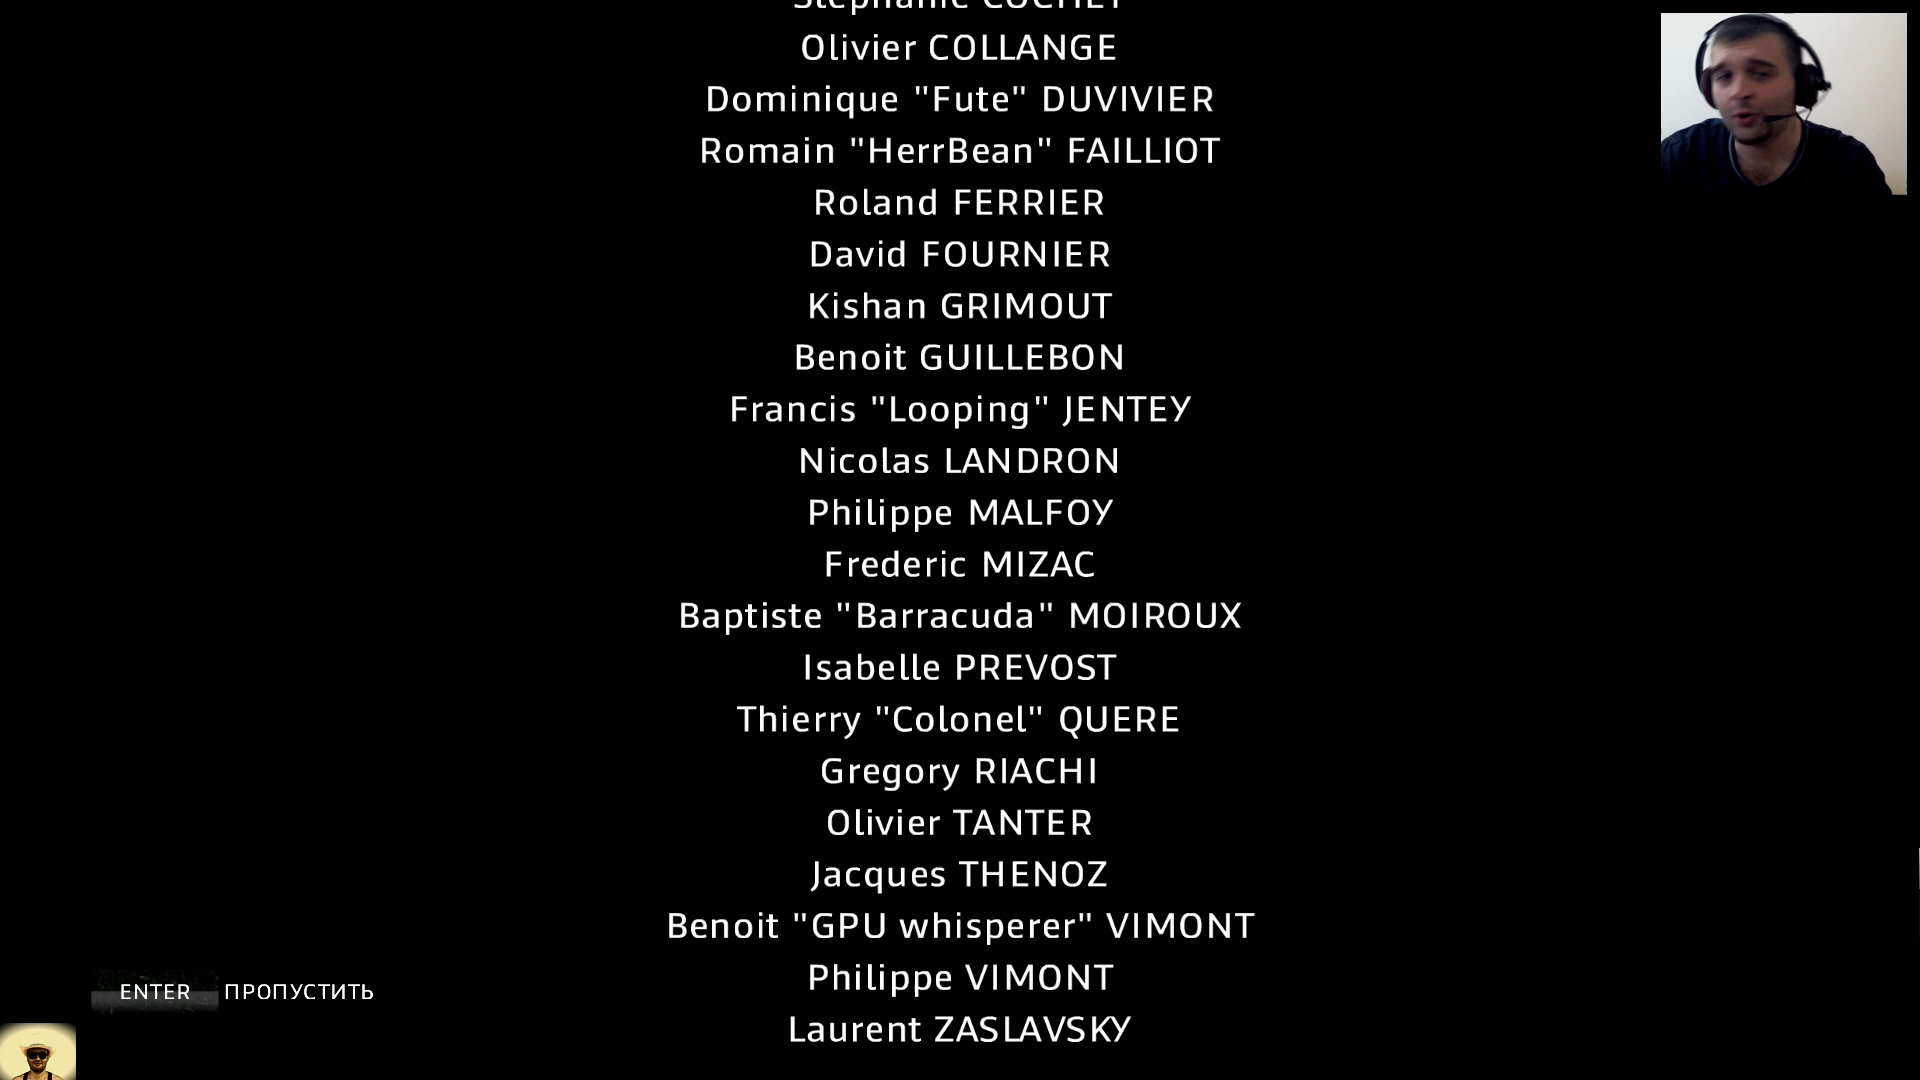 Stephanie COCHET
Olivier COLLANGE
Dominique "Fute" DUVIVIER
Romain "HerrBean" FAILLIOT
Roland FERRIER
David FOURNIER
Kishan GRIMOUT
Benoit GUILLEBON
Francis "Looping" JENTEY
Nicolas LANDRON
Philippe MALFOY
Frederic MIZAC
Baptiste "Barracuda" MOIROUX
Isabelle PREVOST
Thierry "Colonel" QUERE
Gregory RIACHI
Olivier TANTER
Jacques THENOZ
Benoit "GPU whisperer" VIMONT
Philippe VIMONT
Laurent ZASLAVSKY
ENTER ПРОПУСТИТЬ